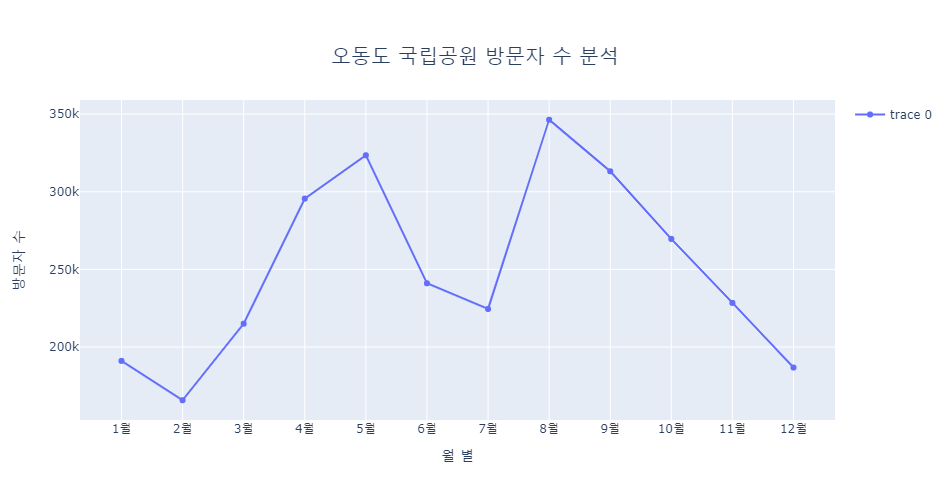 오동도 국립공원 방문자 수 분석
350k
300k
250k
200k
방문자 수
1월 2월 3월 4월 5월 6월 7월 8월 9월 10월 11월 12월
월 별
trace 0